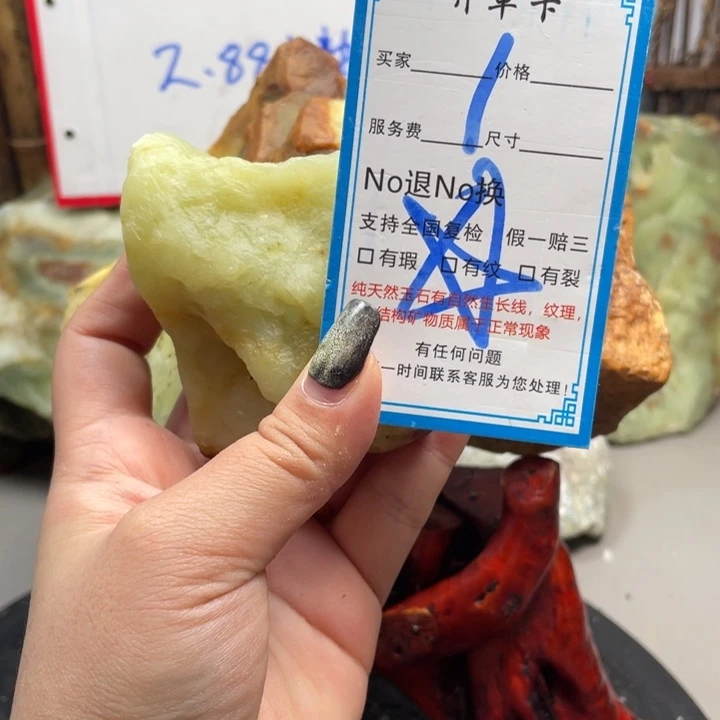 开单卡
2.88
买家 价格
1
服务费 尺寸
No退No换
支持全国复检 假一赔三
口有瑕 口有纹 口有裂
纯天然玉石有自然生长线，纹理，
结构矿物质属于正常现象
有任何问题
一时间联系客服为您处理！